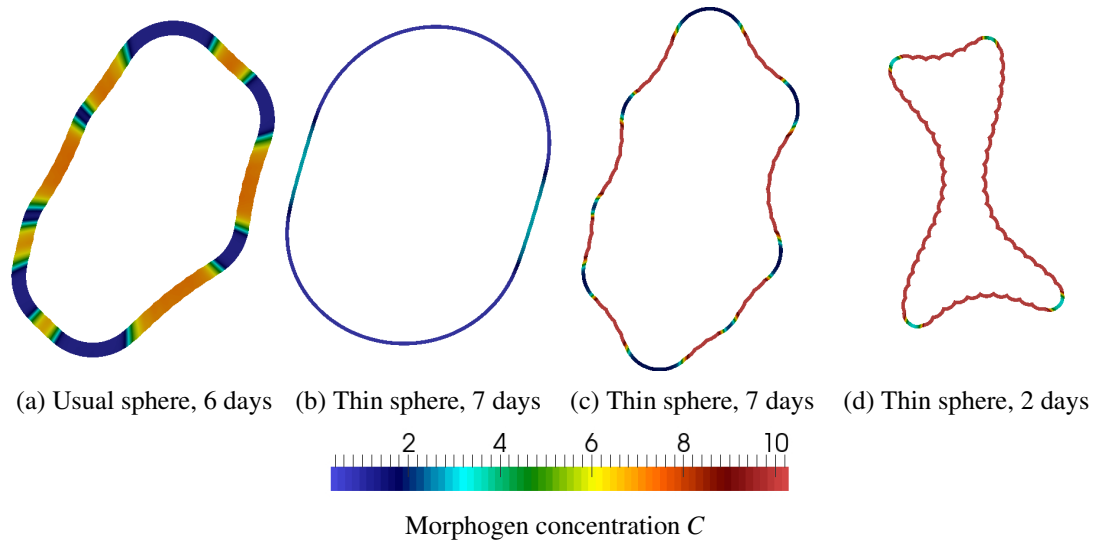 (a) Usual sphere, 6 days (b) Thin sphere, 7 days (c) Thin sphere, 7 days (d) Thin sphere, 2 days
2 4 6 8 10
Morphogen concentration C